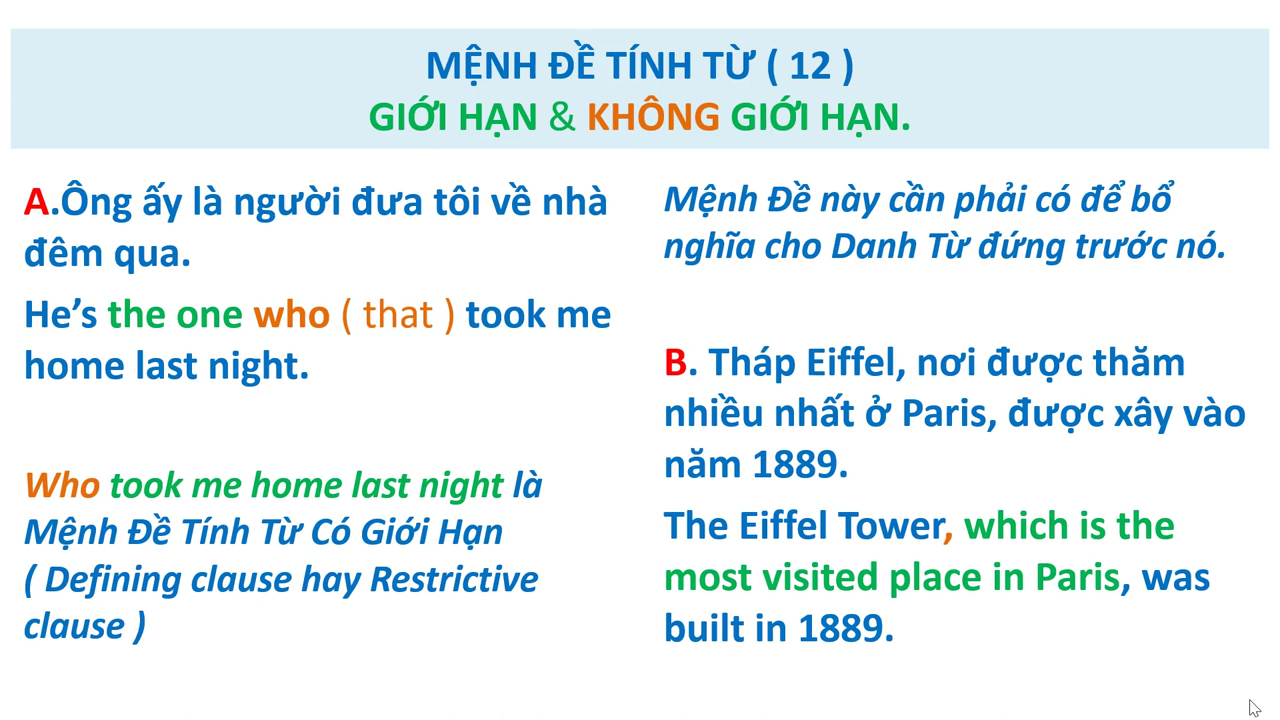 MỆNH ĐỀ TÍNH TỪ ( 12 )
GIỚI HẠN & KHÔNG GIỚI HẠN.
A.Ông ấy là người đưa tôi về nhà
đêm qua.
He’s the one who ( that ) took me
home last night.
Who took me home last night là
Mệnh Đề Tính Từ Có Giới Hạn
( Defining clause hay Restrictive
clause )
Mệnh Đề này cần phải có để bổ
nghĩa cho Danh Từ đứng trước nó.
B. Tháp Eiffel, nơi được thăm
nhiều nhất ở Paris, được xây vào
năm 1889.
The Eiffel Tower, which is the
most visited place in Paris, was
built in 1889.